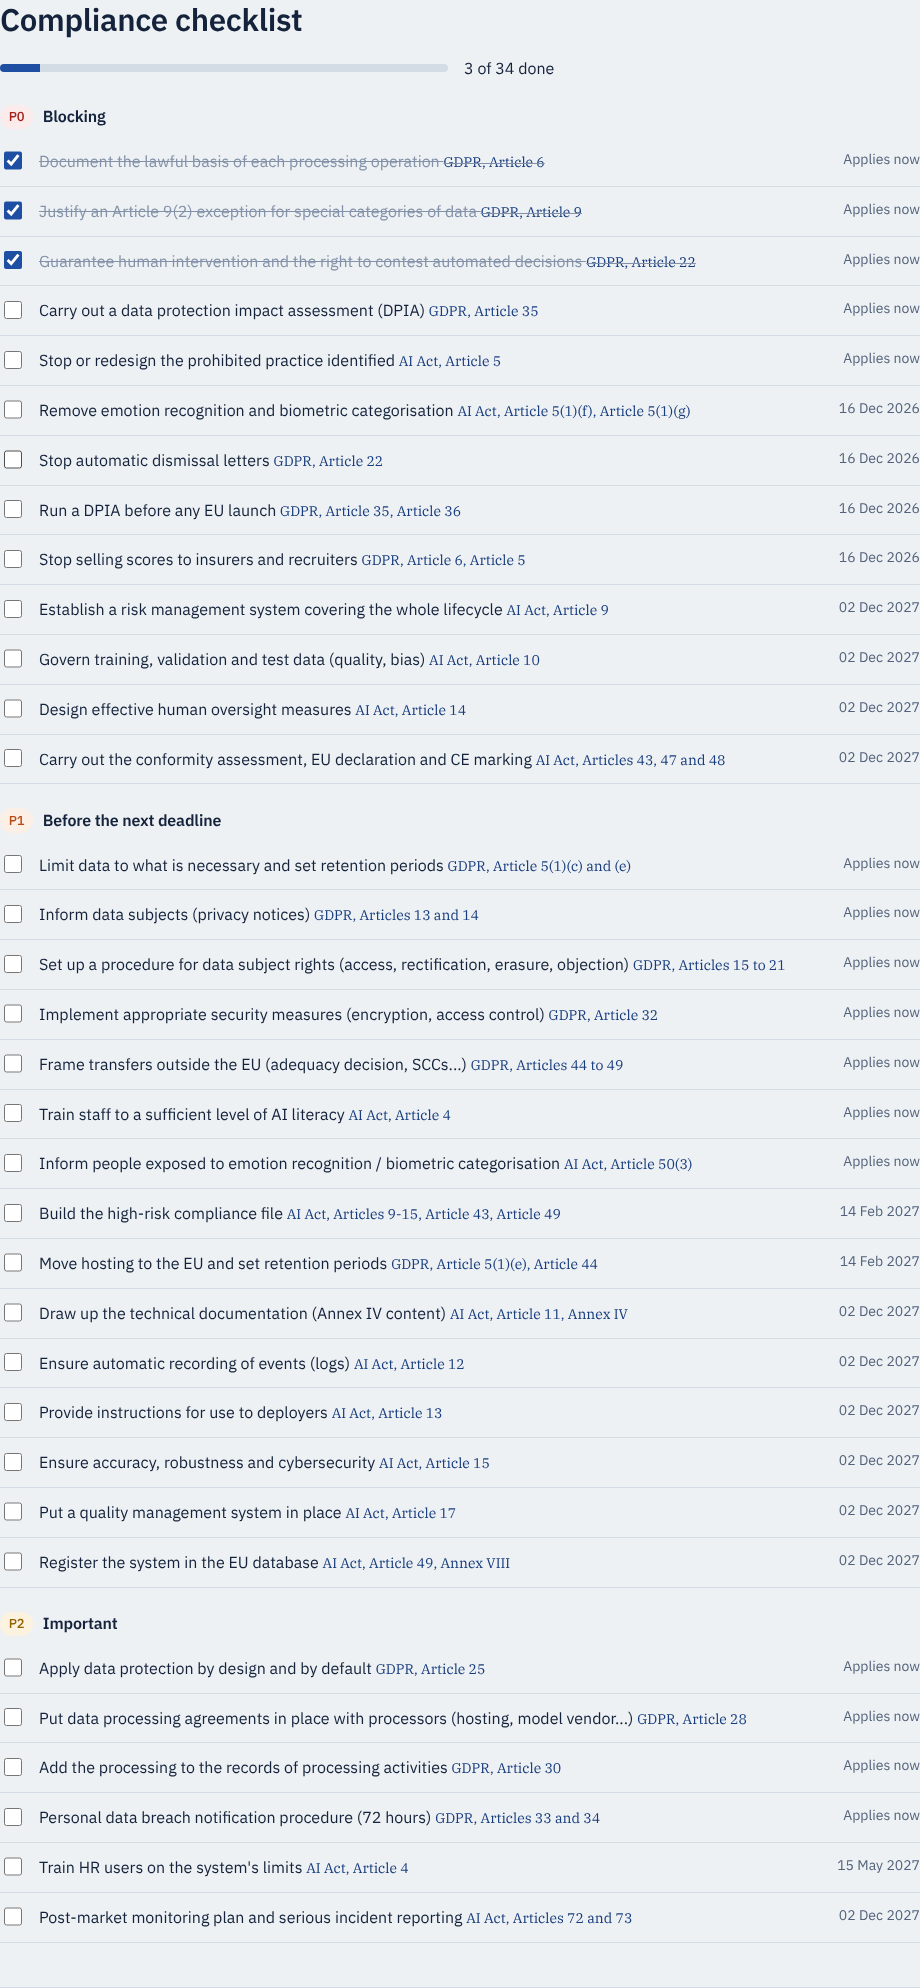 Compliance checklist
3 of 34 done
P0 Blocking
Document the lawful basis of each processing operation GDPR, Article 6 Applies now
Justify an Article 9(2) exception for special categories of data GDPR, Article 9 Applies now
Guarantee human intervention and the right to contest automated decisions GDPR, Article 22 Applies now
Carry out a data protection impact assessment (DPIA) GDPR, Article 35 Applies now
Stop or redesign the prohibited practice identified AI Act, Article 5 Applies now
Remove emotion recognition and biometric categorisation AI Act, Article 5(1)(f), Article 5(1)(g) 16 Dec 2026
Stop automatic dismissal letters GDPR, Article 22 16 Dec 2026
Run a DPIA before any EU launch GDPR, Article 35, Article 36 16 Dec 2026
Stop selling scores to insurers and recruiters GDPR, Article 6, Article 5 16 Dec 2026
Establish a risk management system covering the whole lifecycle AI Act, Article 9 02 Dec 2027
Govern training, validation and test data (quality, bias) AI Act, Article 10 02 Dec 2027
Design effective human oversight measures AI Act, Article 14 02 Dec 2027
Carry out the conformity assessment, EU declaration and CE marking AI Act, Articles 43, 47 and 48 02 Dec 2027
P1 Before the next deadline
Limit data to what is necessary and set retention periods GDPR, Article 5(1)(c) and (e) Applies now
Inform data subjects (privacy notices) GDPR, Articles 13 and 14 Applies now
Set up a procedure for data subject rights (access, rectification, erasure, objection) GDPR, Articles 15 to 21 Applies now
Implement appropriate security measures (encryption, access control) GDPR, Article 32 Applies now
Frame transfers outside the EU (adequacy decision, SCCs…) GDPR, Articles 44 to 49 Applies now
Train staff to a sufficient level of AI literacy AI Act, Article 4 Applies now
Inform people exposed to emotion recognition / biometric categorisation AI Act, Article 50(3) Applies now
Build the high-risk compliance file AI Act, Articles 9-15, Article 43, Article 49 14 Feb 2027
Move hosting to the EU and set retention periods GDPR, Article 5(1)(e), Article 44 14 Feb 2027
Draw up the technical documentation (Annex IV content) AI Act, Article 11, Annex IV 02 Dec 2027
Ensure automatic recording of events (logs) AI Act, Article 12 02 Dec 2027
Provide instructions for use to deployers AI Act, Article 13 02 Dec 2027
Ensure accuracy, robustness and cybersecurity AI Act, Article 15 02 Dec 2027
Put a quality management system in place AI Act, Article 17 02 Dec 2027
Register the system in the EU database AI Act, Article 49, Annex VIII 02 Dec 2027
P2 Important
Apply data protection by design and by default GDPR, Article 25 Applies now
Put data processing agreements in place with processors (hosting, model vendor…) GDPR, Article 28 Applies now
Add the processing to the records of processing activities GDPR, Article 30 Applies now
Personal data breach notification procedure (72 hours) GDPR, Articles 33 and 34 Applies now
Train HR users on the system's limits AI Act, Article 4 15 May 2027
Post-market monitoring plan and serious incident reporting AI Act, Articles 72 and 73 02 Dec 2027